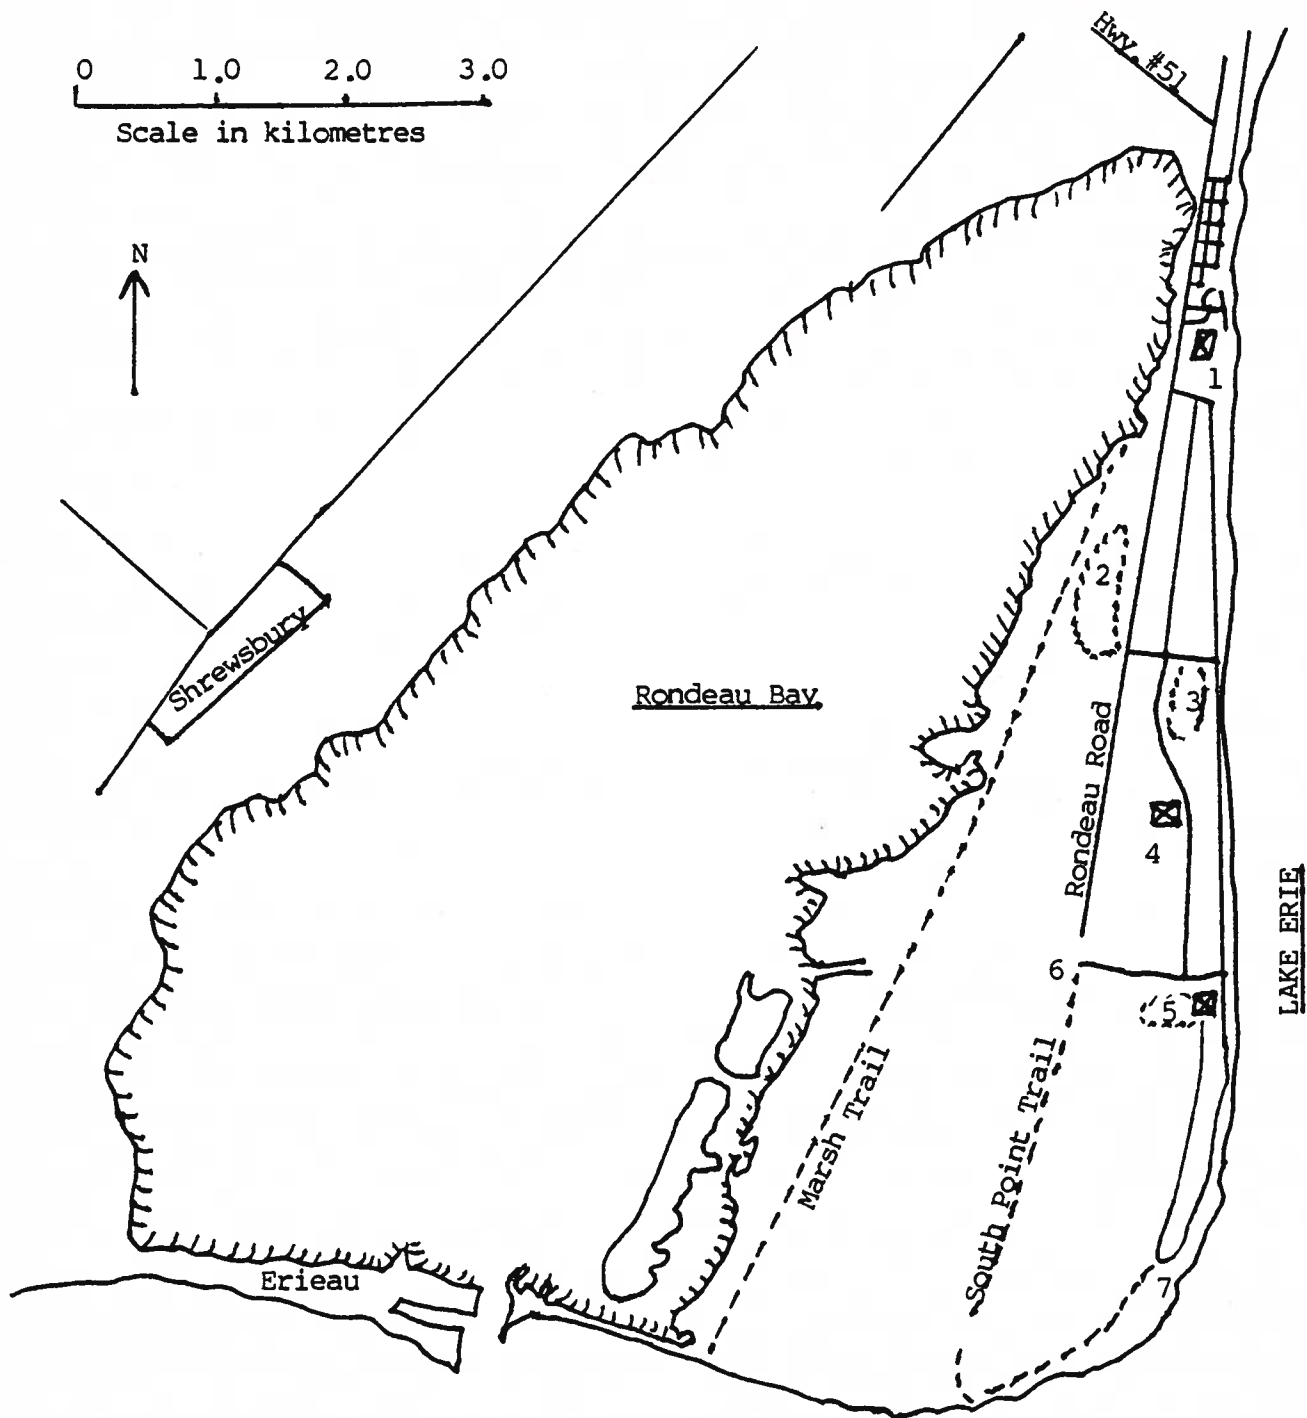 Hwy. #51
0 1.0 2.0 3.0
Scale in kilometres
N
1
2
Shrewsbury
Rondeau Bay
3
Rondeau Road
4
LAKE ERIE
6
5
Marsh Trail
South Point Trail
Erieau
7